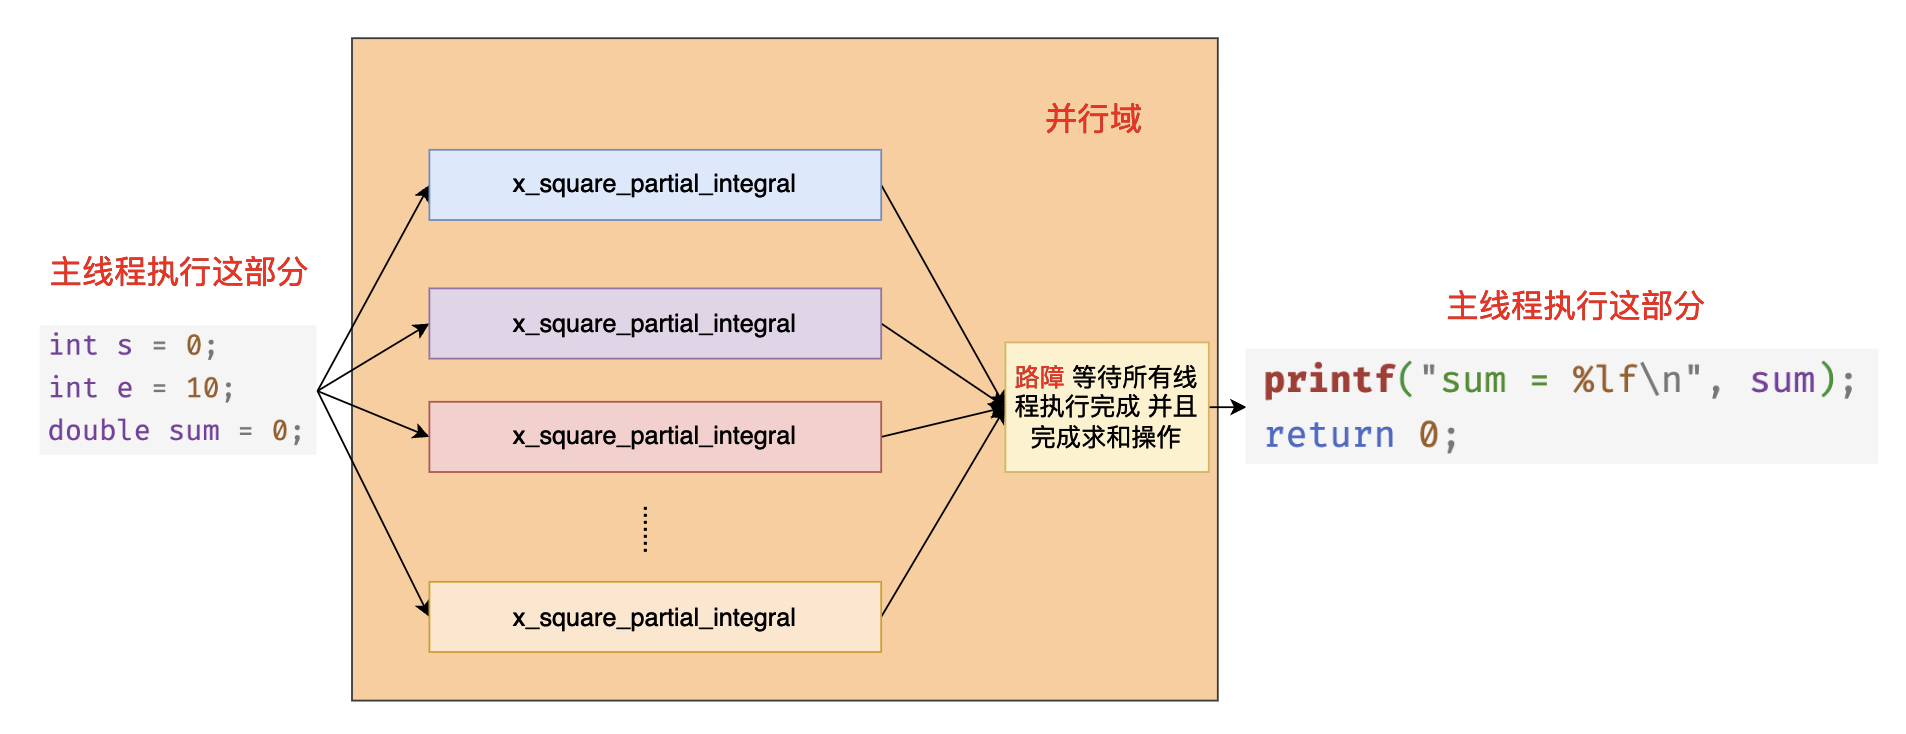 主线程执行这部分
int s = 0;
int e = 10;
double sum = 0;
并行域
x_square_partial_integral
x_square_partial_integral
x_square_partial_integral
x_square_partial_integral
路障 等待所有线
程执行完成 并且
完成求和操作
主线程执行这部分
printf("sum = %lf\n", sum);
return 0;